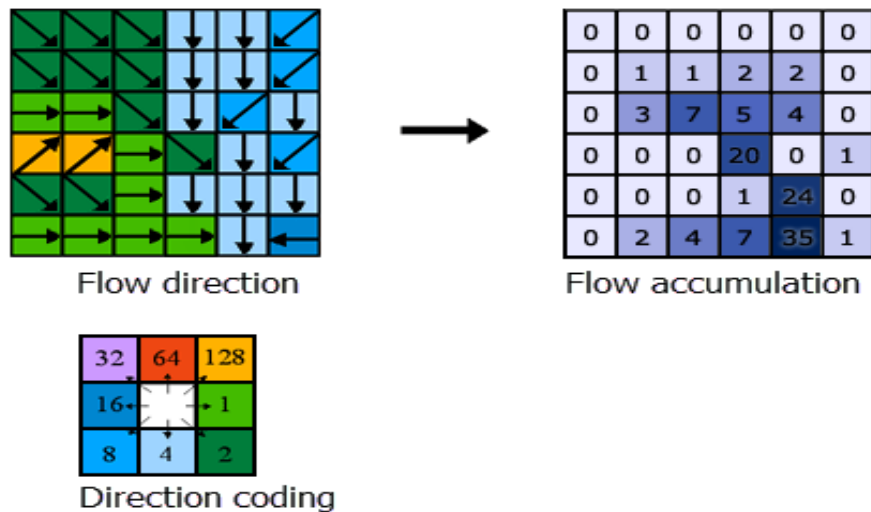 0 0 0 0 0 0
0 1 1 2 2 0
0 3 7 5 4 0
0 0 0 20 0 1
0 0 0 1 24 0
0 2 4 7 35 1
Flow direction
Flow accumulation
32 64 128
16 1
8 4 2
Direction coding